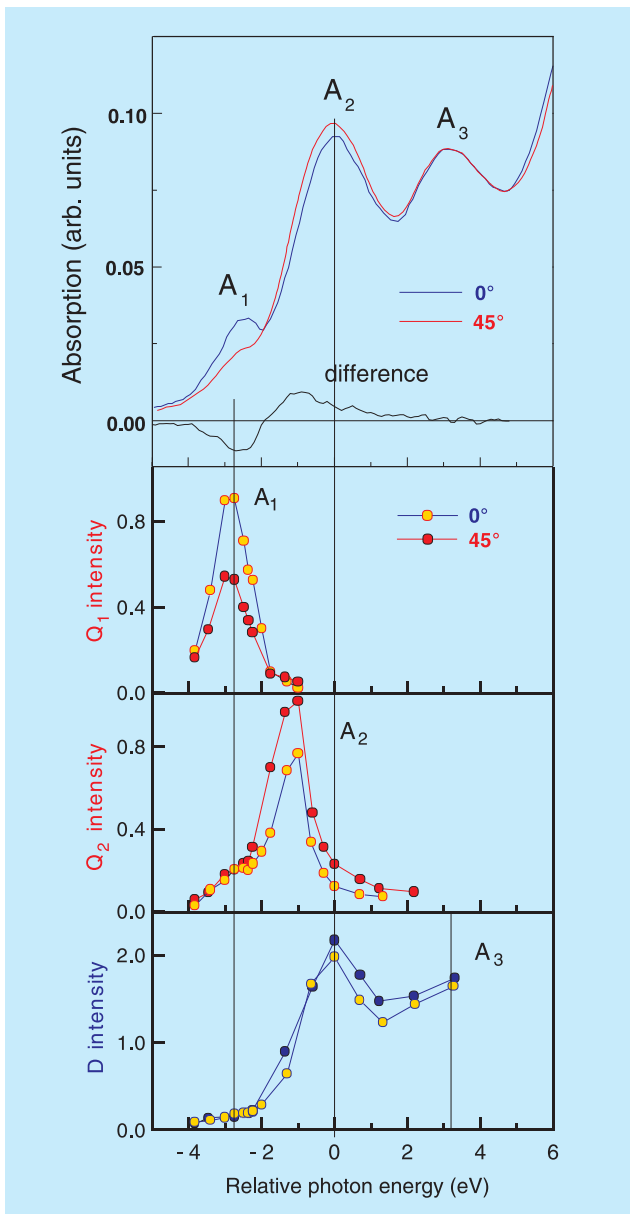 A₂
0.10
A₃
Absorption (arb. units)
0.05
A₁
0°
45°
difference
0.00
A₁
0°
0.8
45°
Q₁ intensity
0.4
0.0
A₂
0.8
Q₂ intensity
0.4
0.0
2.0
A₃
D intensity
1.0
0.0
-4 -2 0 2 4 6
Relative photon energy (eV)